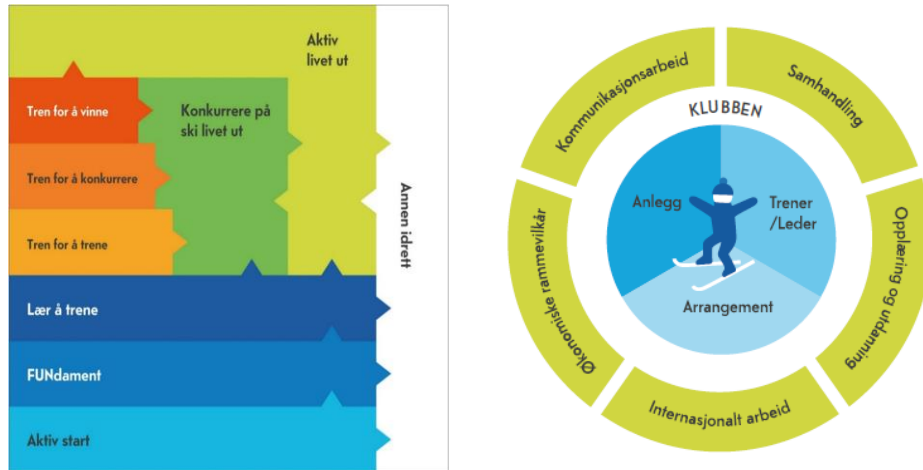 Aktiv
livet ut
Tren for å vinne
Konkurrere på
ski livet ut
Tren for å konkurrere
Tren for å trene
Annen idrett
Lær å trene
FUNdament
Aktiv start
Kommunikasjonsarbeid
Samhandling
KLUBBEN
Anlegg
Trener
/Leder
Arrangement
Økonomiske rammevilkår
Opplæring og utdanning
Internasjonalt arbeid